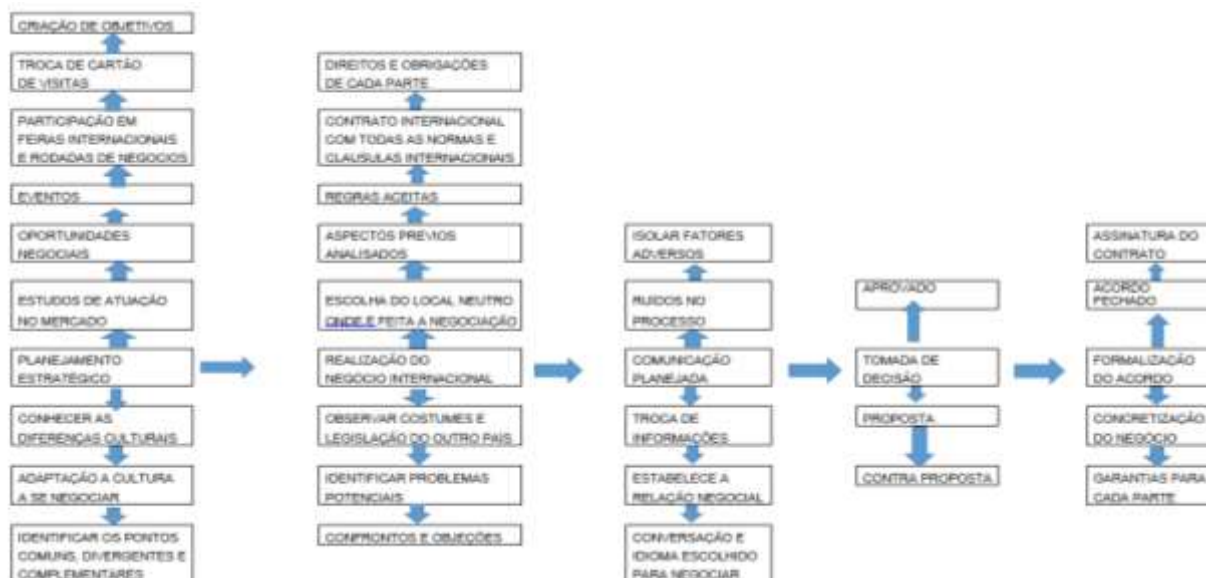 CRIAÇÃO DE OBJETIVOS
TROCA DE CARTÃO
DE VISITAS
PARTICIPAÇÃO EM
FEIRAS INTERNACIONAIS
E RODADAS DE NEGOCIOS
EVENTOS
OPORTUNIDADES
NEGOCIAIS
ESTUDOS DE ATUAÇÃO
NO MERCADO
PLANEJAMENTO
ESTRATÉGICO
CONHECER AS
DIFERENÇAS CULTURAIS
ADAPTAÇÃO A CULTURA
A SE NEGOCIAR
IDENTIFICAR OS PONTOS
COMUNS, DIVERGENTES E
COMPLEMENTARES
DIREITOS E OBRIGAÇÕES
DE CADA PARTE
CONTRATO INTERNACIONAL
COM TODAS AS NORMAS E
CLAUSULAS INTERNACIONAIS
REGRAS ACEITAS
ASPECTOS PREVIOS
ANALISADOS
ESCOLHA DO LOCAL NEUTRO
ONDE É FEITA A NEGOCIAÇÃO
REALIZAÇÃO DO
NEGÓCIO INTERNACIONAL
OBSERVAR COSTUMES E
LEGISLAÇÃO DO OUTRO PAÍS
IDENTIFICAR PROBLEMAS
POTENCIAIS
CONFRONTOS E OBJEÇÕES
ISOLAR FATORES
ADVERSOS
RUIDOS NO
PROCESSO
COMUNICAÇÃO
PLANEJADA
TROCA DE
INFORMAÇÕES
ESTABELECE A
RELAÇÃO NEGOCIAL
CONVERSAÇÃO E
IDIOMA ESCOLHIDO
PARA NEGOCIAR
APROVADO
TOMADA DE
DECISÃO
PROPOSTA
CONTRA PROPOSTA
ASSINATURA DO
CONTRATO
ACORDO
FECHADO
FORMALIZAÇÃO
DO ACORDO
CONCRETIZAÇÃO
DO NEGÓCIO
GARANTIAS PARA
CADA PARTE